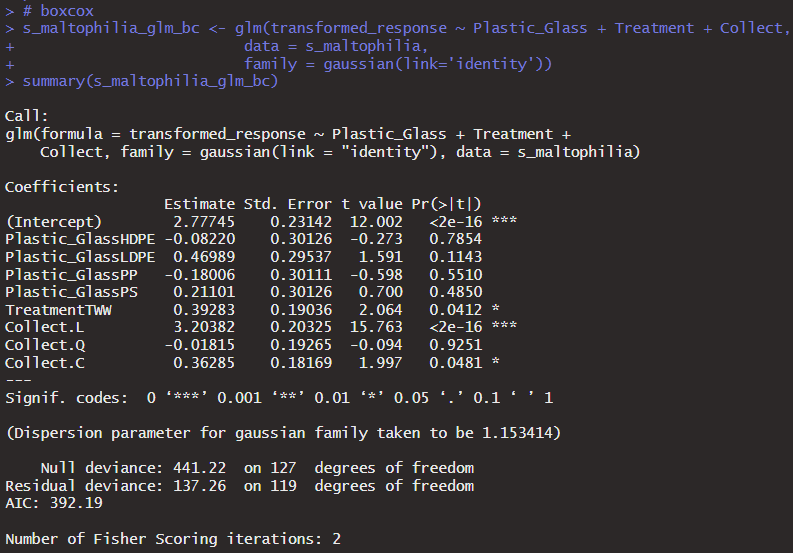 > # boxcox
> s_maltophilia_glm_bc <- glm(transformed_response ~ Plastic_Glass + Treatment + Collect,
+                             data = s_maltophilia,
+                             family = gaussian(link='identity'))
> summary(s_maltophilia_glm_bc)

Call:
glm(formula = transformed_response ~ Plastic_Glass + Treatment +
    Collect, family = gaussian(link = "identity"), data = s_maltophilia)

Coefficients:
                  Estimate Std. Error t value Pr(>|t|)
(Intercept)        2.77745    0.23142  12.002   <2e-16 ***
Plastic_GlassHDPE -0.08220    0.30126  -0.273   0.7854
Plastic_GlassLDPE  0.46989    0.29537   1.591   0.1143
Plastic_GlassPP   -0.18006    0.30111  -0.598   0.5510
Plastic_GlassPS    0.21101    0.30126   0.700   0.4850
TreatmentTWW       0.39283    0.19036   2.064   0.0412 *
Collect.L          3.20382    0.20325  15.763   <2e-16 ***
Collect.Q         -0.01815    0.19265  -0.094   0.9251
Collect.C          0.36285    0.18169   1.997   0.0481 *
---
Signif. codes:  0 ‘***’ 0.001 ‘**’ 0.01 ‘*’ 0.05 ‘.’ 0.1 ‘ ’ 1

(Dispersion parameter for gaussian family taken to be 1.153414)

    Null deviance: 441.22  on 127  degrees of freedom
Residual deviance: 137.26  on 119  degrees of freedom
AIC: 392.19

Number of Fisher Scoring iterations: 2